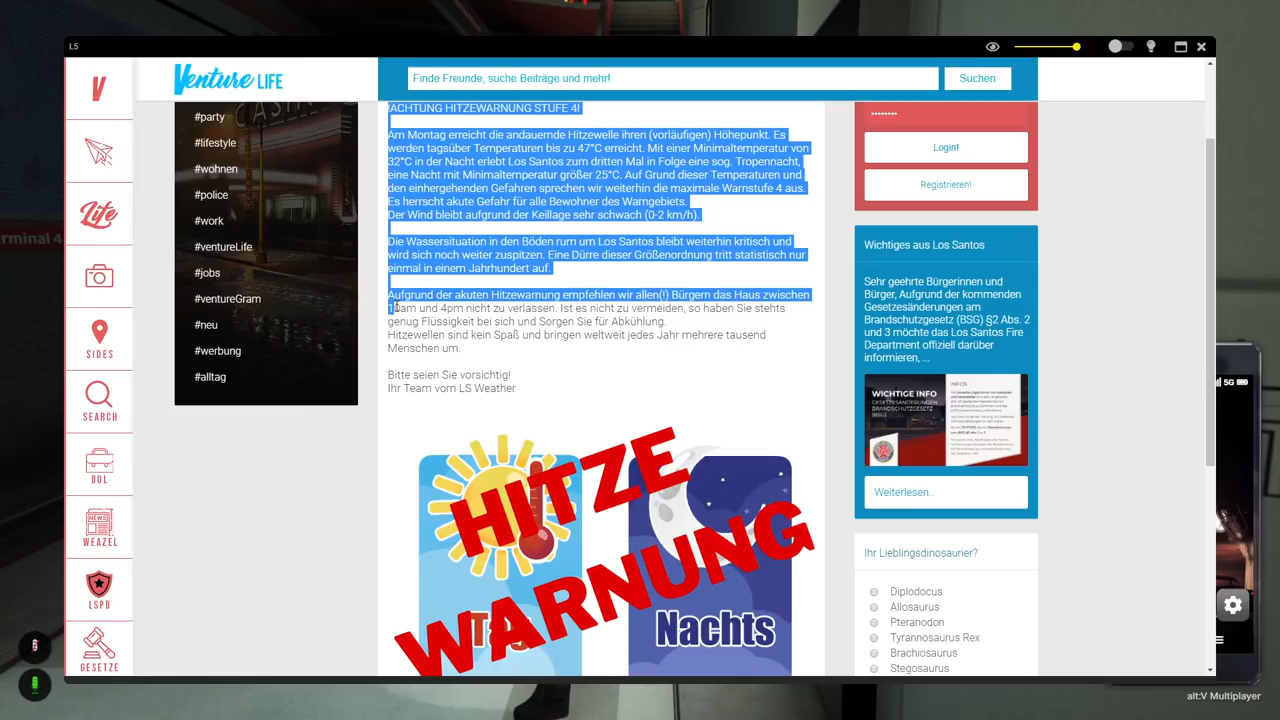 L5
Venture LIFE
Finde Freunde, suche Beiträge und mehr!
Suchen
V
Life
SIDES
SEARCH
DOL
NEWS
WEAZEL
LSPD
GESETZE
CASINO
#party
#lifestyle
#wohnen
#police
#work
#ventureLife
#jobs
#ventureGram
#neu
#werbung
#alltag
!ACHTUNG HITZEWARNUNG STUFE 4!
Am Montag erreicht die andauernde Hitzewelle ihren (vorläufigen) Höhepunkt. Es
werden tagsüber Temperaturen bis zu 47°C erreicht. Mit einer Minimaltemperatur von
32°C in der Nacht erlebt Los Santos zum dritten Mal in Folge eine sog. Tropennacht,
eine Nacht mit Minimaltemperatur größer 25°C. Auf Grund dieser Temperaturen und
den einhergehenden Gefahren sprechen wir weiterhin die maximale Warnstufe 4 aus.
Es herrscht akute Gefahr für alle Bewohner des Warngebiets.
Der Wind bleibt aufgrund der Keillage sehr schwach (0-2 km/h).
Die Wassersituation in den Böden rum um Los Santos bleibt weiterhin kritisch und
wird sich noch weiter zuspitzen. Eine Dürre dieser Größenordnung tritt statistisch nur
einmal in einem Jahrhundert auf.
Aufgrund der akuten Hitzewarnung empfehlen wir allen(!) Bürgern das Haus zwischen
10am und 4pm nicht zu verlassen. Ist es nicht zu vermeiden, so haben Sie stehts
genug Flüssigkeit bei sich und Sorgen Sie für Abkühlung.
Hitzewellen sind kein Spaß und bringen weltweit jedes Jahr mehrere tausend
Menschen um.
Bitte seien Sie vorsichtig!
Ihr Team vom LS Weather
HITZE
WARNUNG
Tag
Nachts
Login!
Registrieren!
Wichtiges aus Los Santos
Sehr geehrte Bürgerinnen und
Bürger, Aufgrund der kommenden
Gesetzesänderungen am
Brandschutzgesetz (BSG) §2 Abs. 2
und 3 möchte das Los Santos Fire
Department offiziell darüber
informieren, ...
WICHTIGE INFO
GESETZESÄNDERUNGEN
BRANDSCHUTZGESETZ
INFOS
Weiterlesen..
Ihr Lieblingsdinosaurier?
Diplodocus
Allosaurus
Pteranodon
Tyrannosaurus Rex
Brachiosaurus
Stegosaurus
rminal 4
5G
alt:V Multiplayer